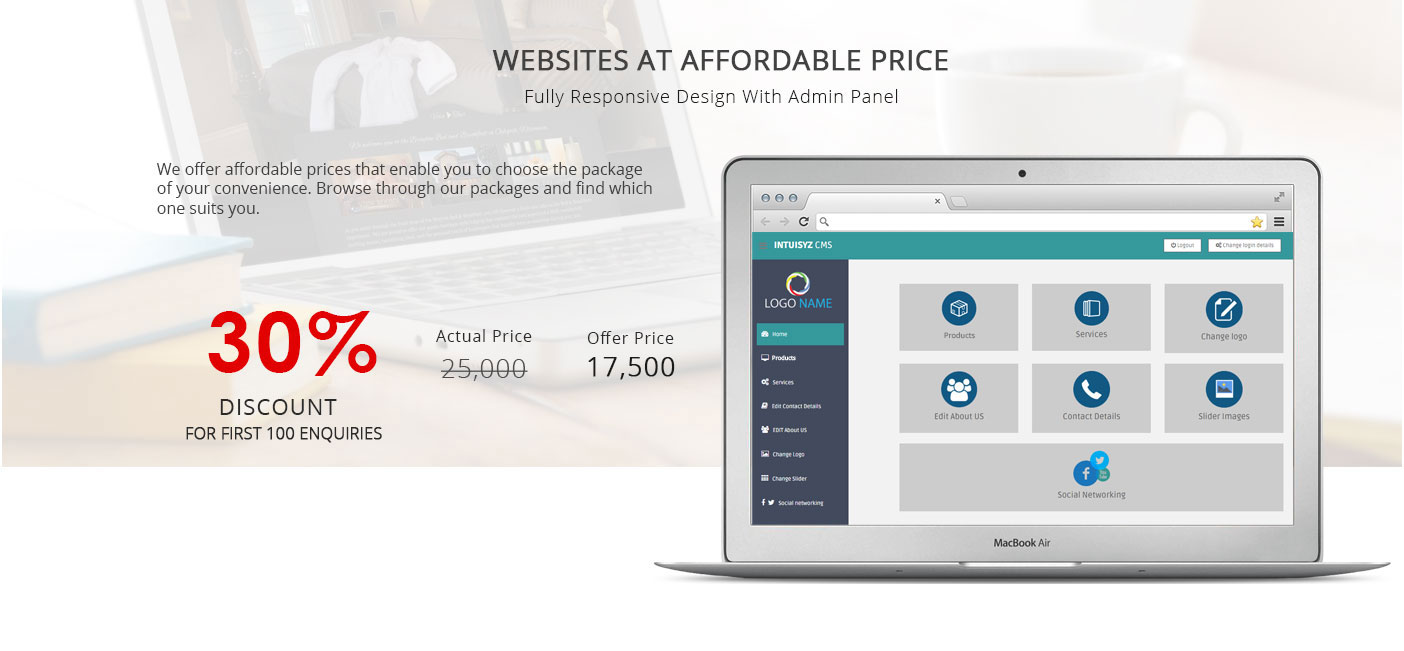 WEBSITES AT AFFORDABLE PRICE
Fully Responsive Design With Admin Panel
We offer affordable prices that enable you to choose the package
of your convenience. Browse through our packages and find which
one suits you.
30%
DISCOUNT
FOR FIRST 100 ENQUIRIES
Actual Price
25,000
Offer Price
17,500
INTUISYZ CMS
Logout
Change login details
LOGO NAME
Home
Products
Services
Edit Contact Details
EDIT About US
Change Logo
Change Slider
Social networking
Products
Services
Change logo
Edit About US
Contact Details
Slider Images
Social Networking
MacBook Air